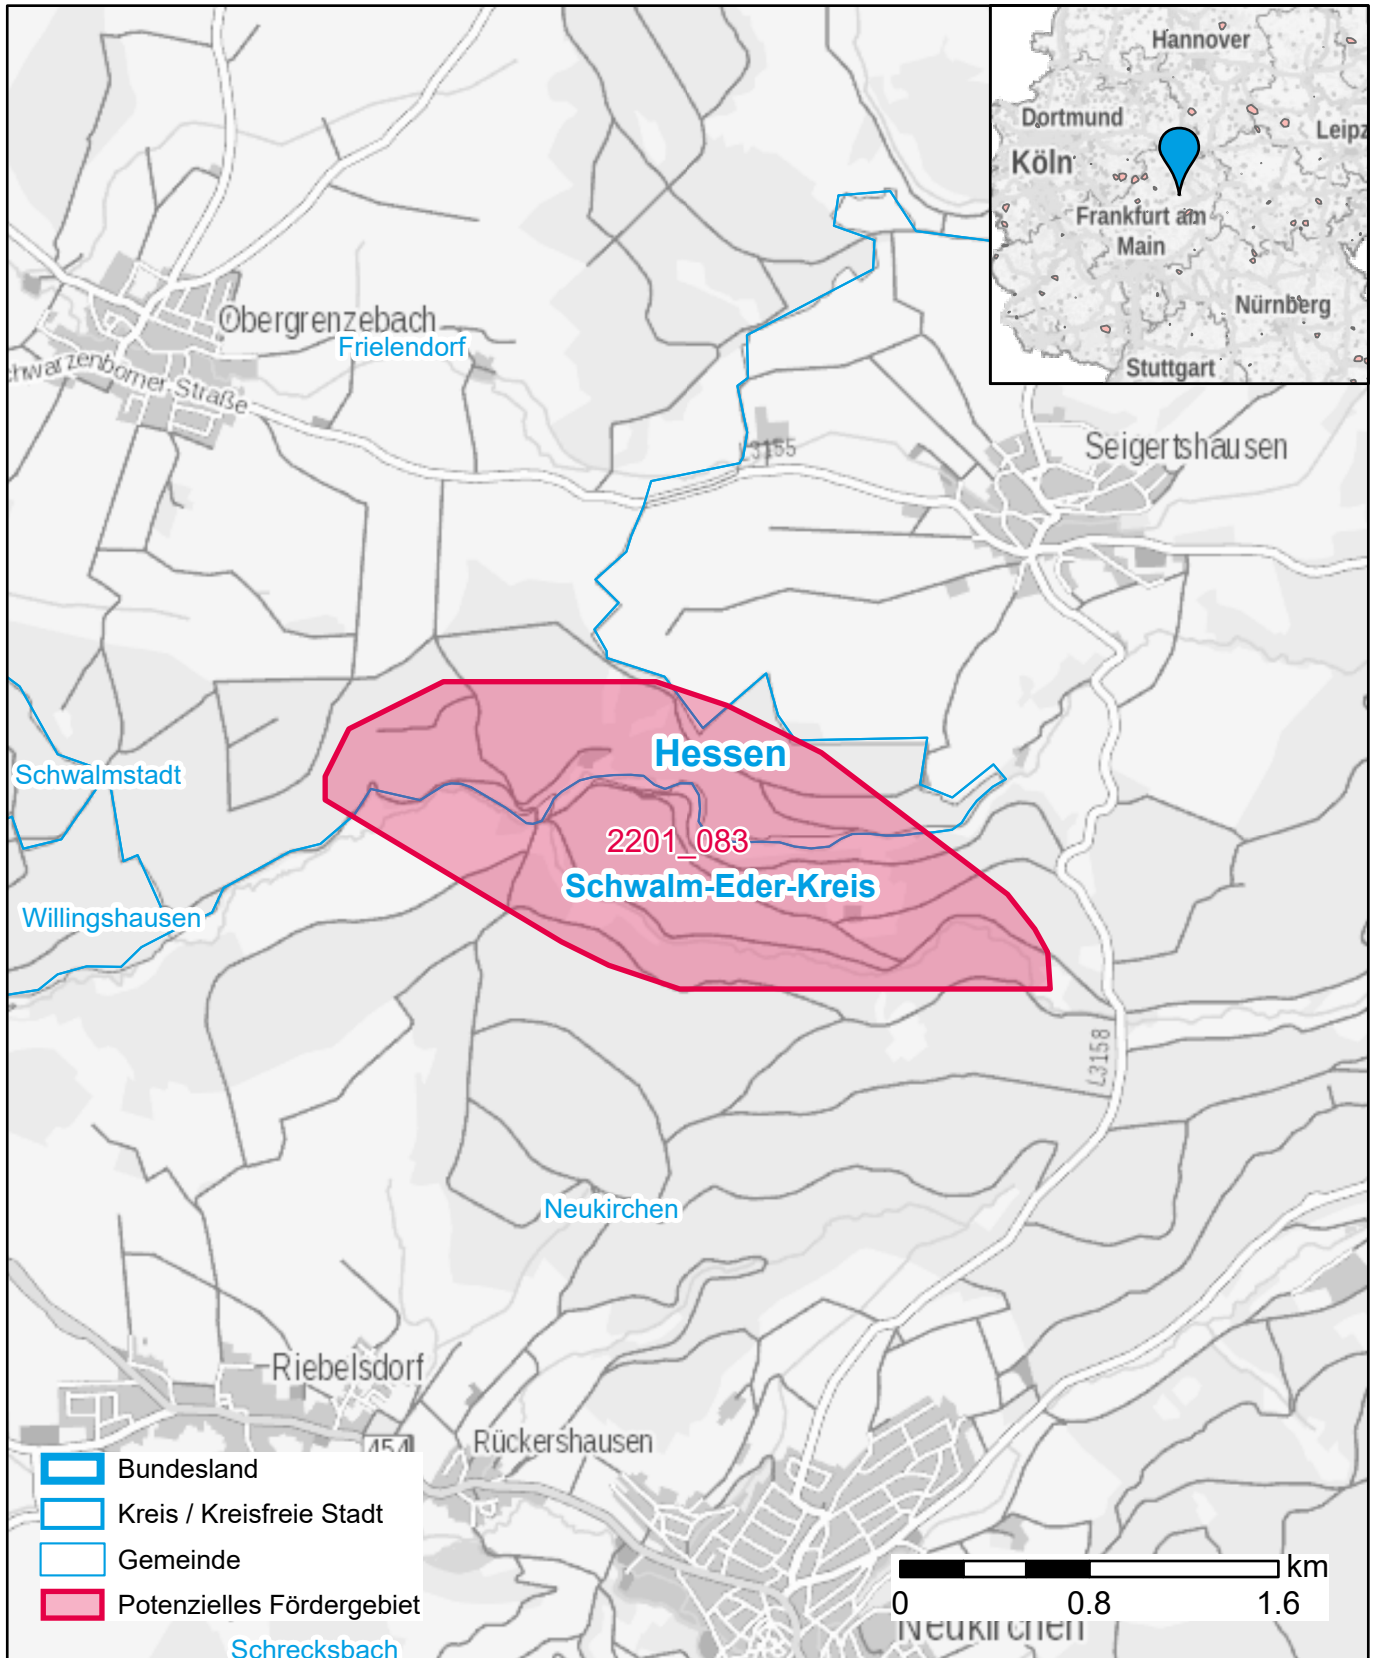 Hannover
Dortmund
Leipz
Köln
Frankfurt am
Main
Nürnberg
Stuttgart
Obergrenzebach
Frielendorf
hwarzenborner Straße
L3155
Seigertshausen
Hessen
Schwalmstadt
2201_083
Schwalm-Eder-Kreis
Willingshausen
L3158
Neukirchen
Riebelsdorf
454
Rückershausen
Bundesland
Kreis / Kreisfreie Stadt
Gemeinde
Potenzielles Fördergebiet
km
0 0.8 1.6
Neukirchen
Schrecksbach